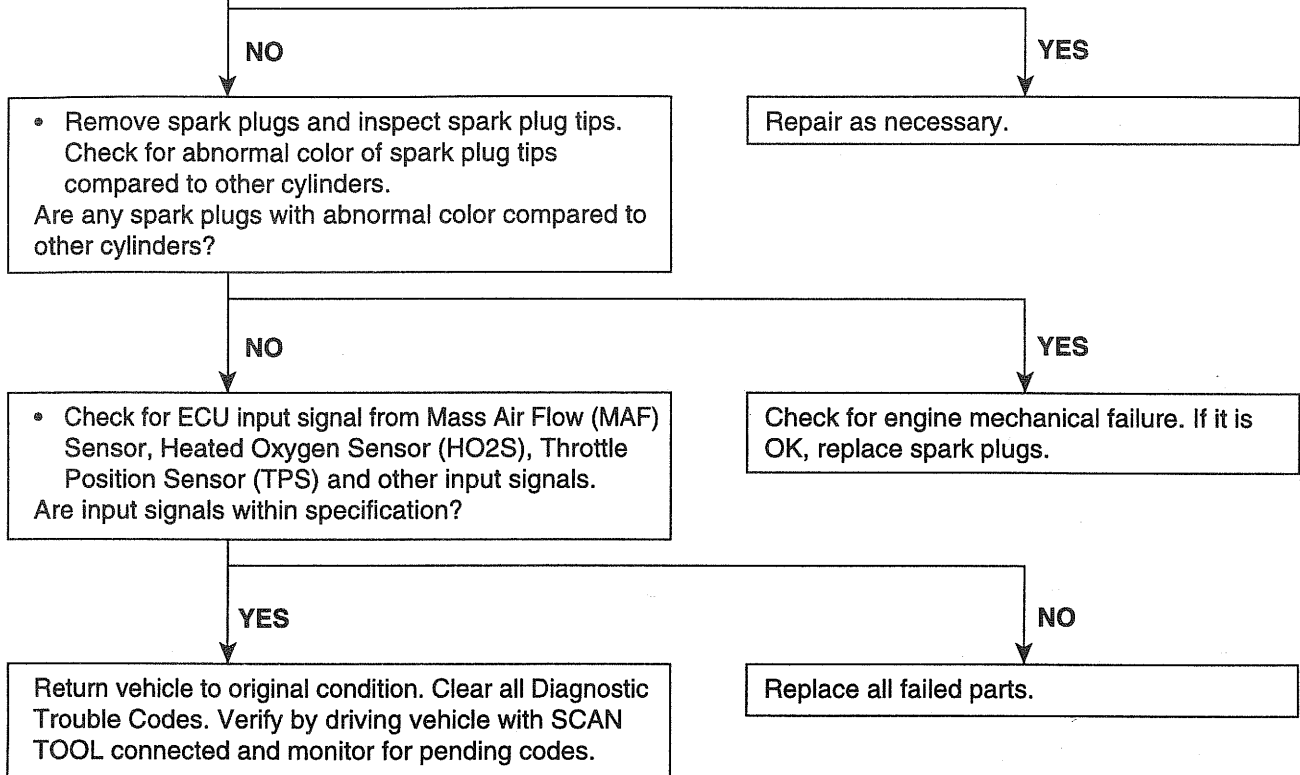 NO
YES
• Remove spark plugs and inspect spark plug tips.
Check for abnormal color of spark plug tips
compared to other cylinders.
Are any spark plugs with abnormal color compared to
other cylinders?
Repair as necessary.
NO
YES
• Check for ECU input signal from Mass Air Flow (MAF)
Sensor, Heated Oxygen Sensor (HO2S), Throttle
Position Sensor (TPS) and other input signals.
Are input signals within specification?
Check for engine mechanical failure. If it is
OK, replace spark plugs.
YES
NO
Return vehicle to original condition. Clear all Diagnostic
Trouble Codes. Verify by driving vehicle with SCAN
TOOL connected and monitor for pending codes.
Replace all failed parts.